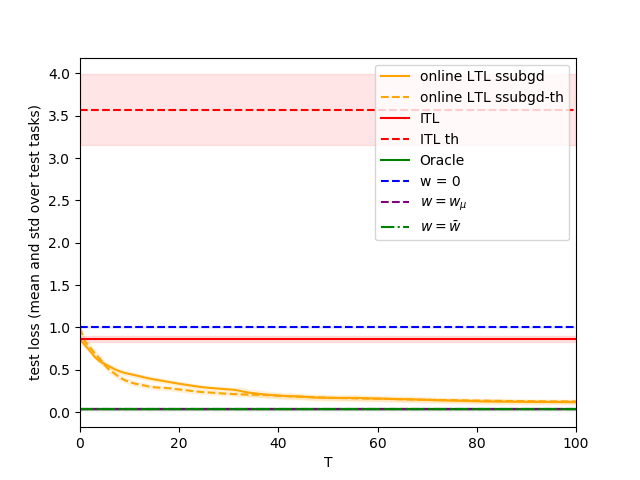 4.0
3.5
3.0
2.5
2.0
1.5
1.0
0.5
0.0
test loss (mean and std over test tasks)
online LTL ssubgd
online LTL ssubgd-th
ITL
ITL th
Oracle
w = 0
w = w_μ
w = w̄
0 20 40 60 80 100
T